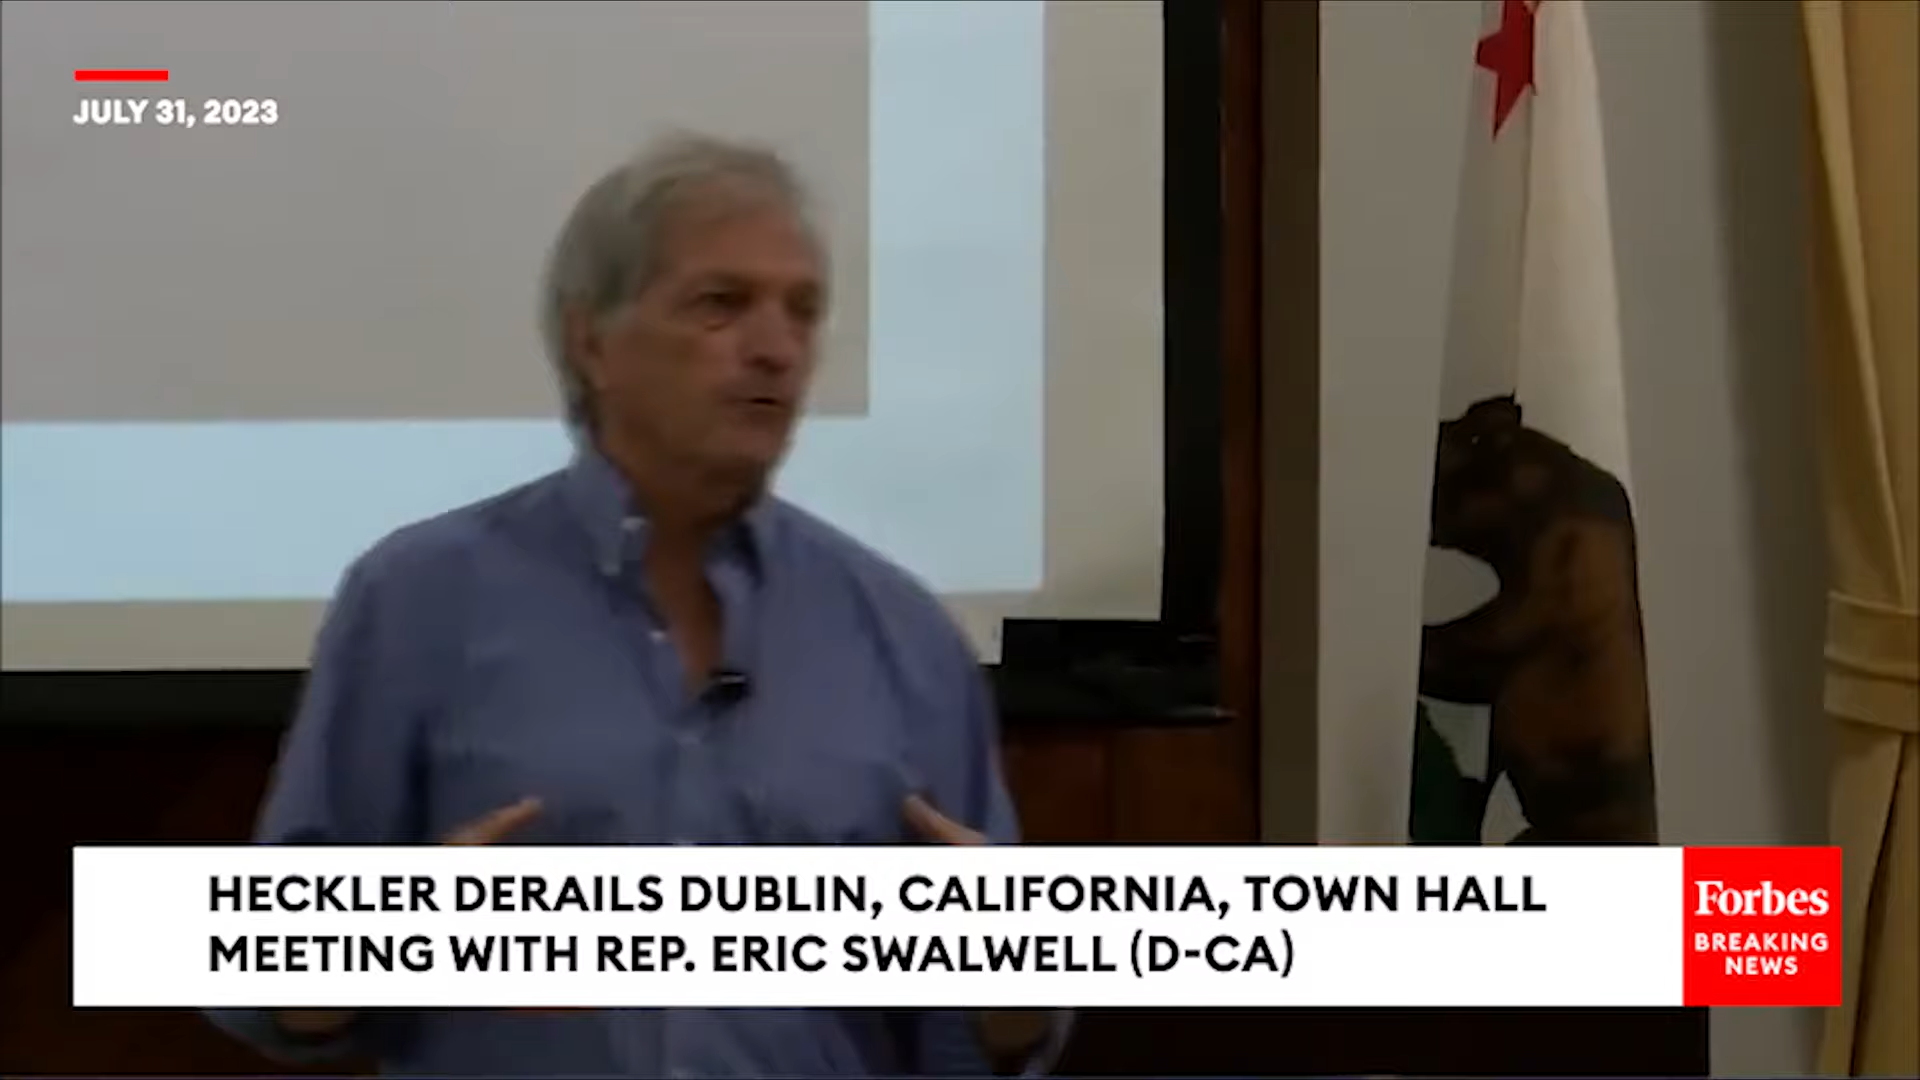 JULY 31, 2023
HECKLER DERAILS DUBLIN, CALIFORNIA, TOWN HALL
MEETING WITH REP. ERIC SWALWELL (D-CA)
Forbes
BREAKING
NEWS